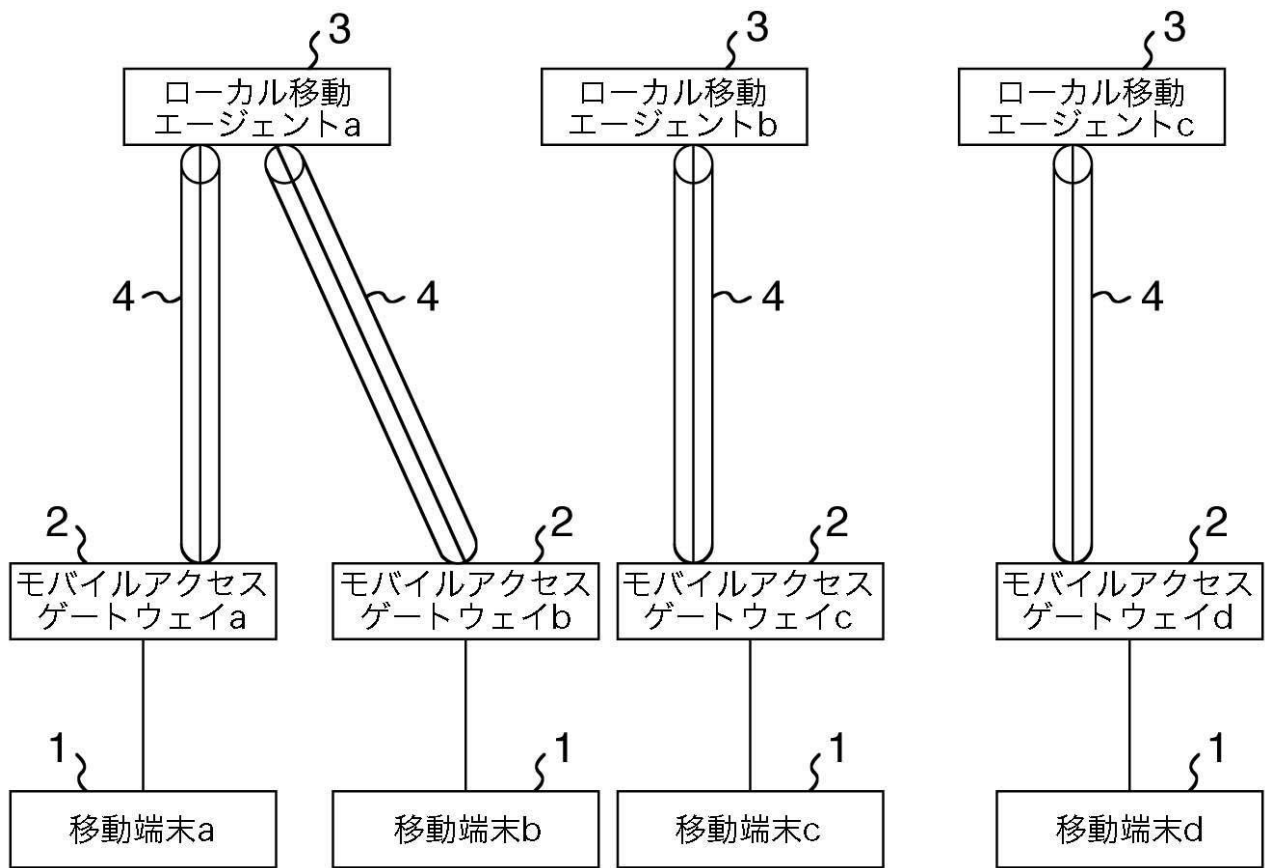 3
3
3
ローカル移動
エージェントa
ローカル移動
エージェントb
ローカル移動
エージェントc
4
4
4
4
2
2
2
2
モバイルアクセス
ゲートウェイa
モバイルアクセス
ゲートウェイb
モバイルアクセス
ゲートウェイc
モバイルアクセス
ゲートウェイd
1
1
1
1
移動端末a
移動端末b
移動端末c
移動端末d